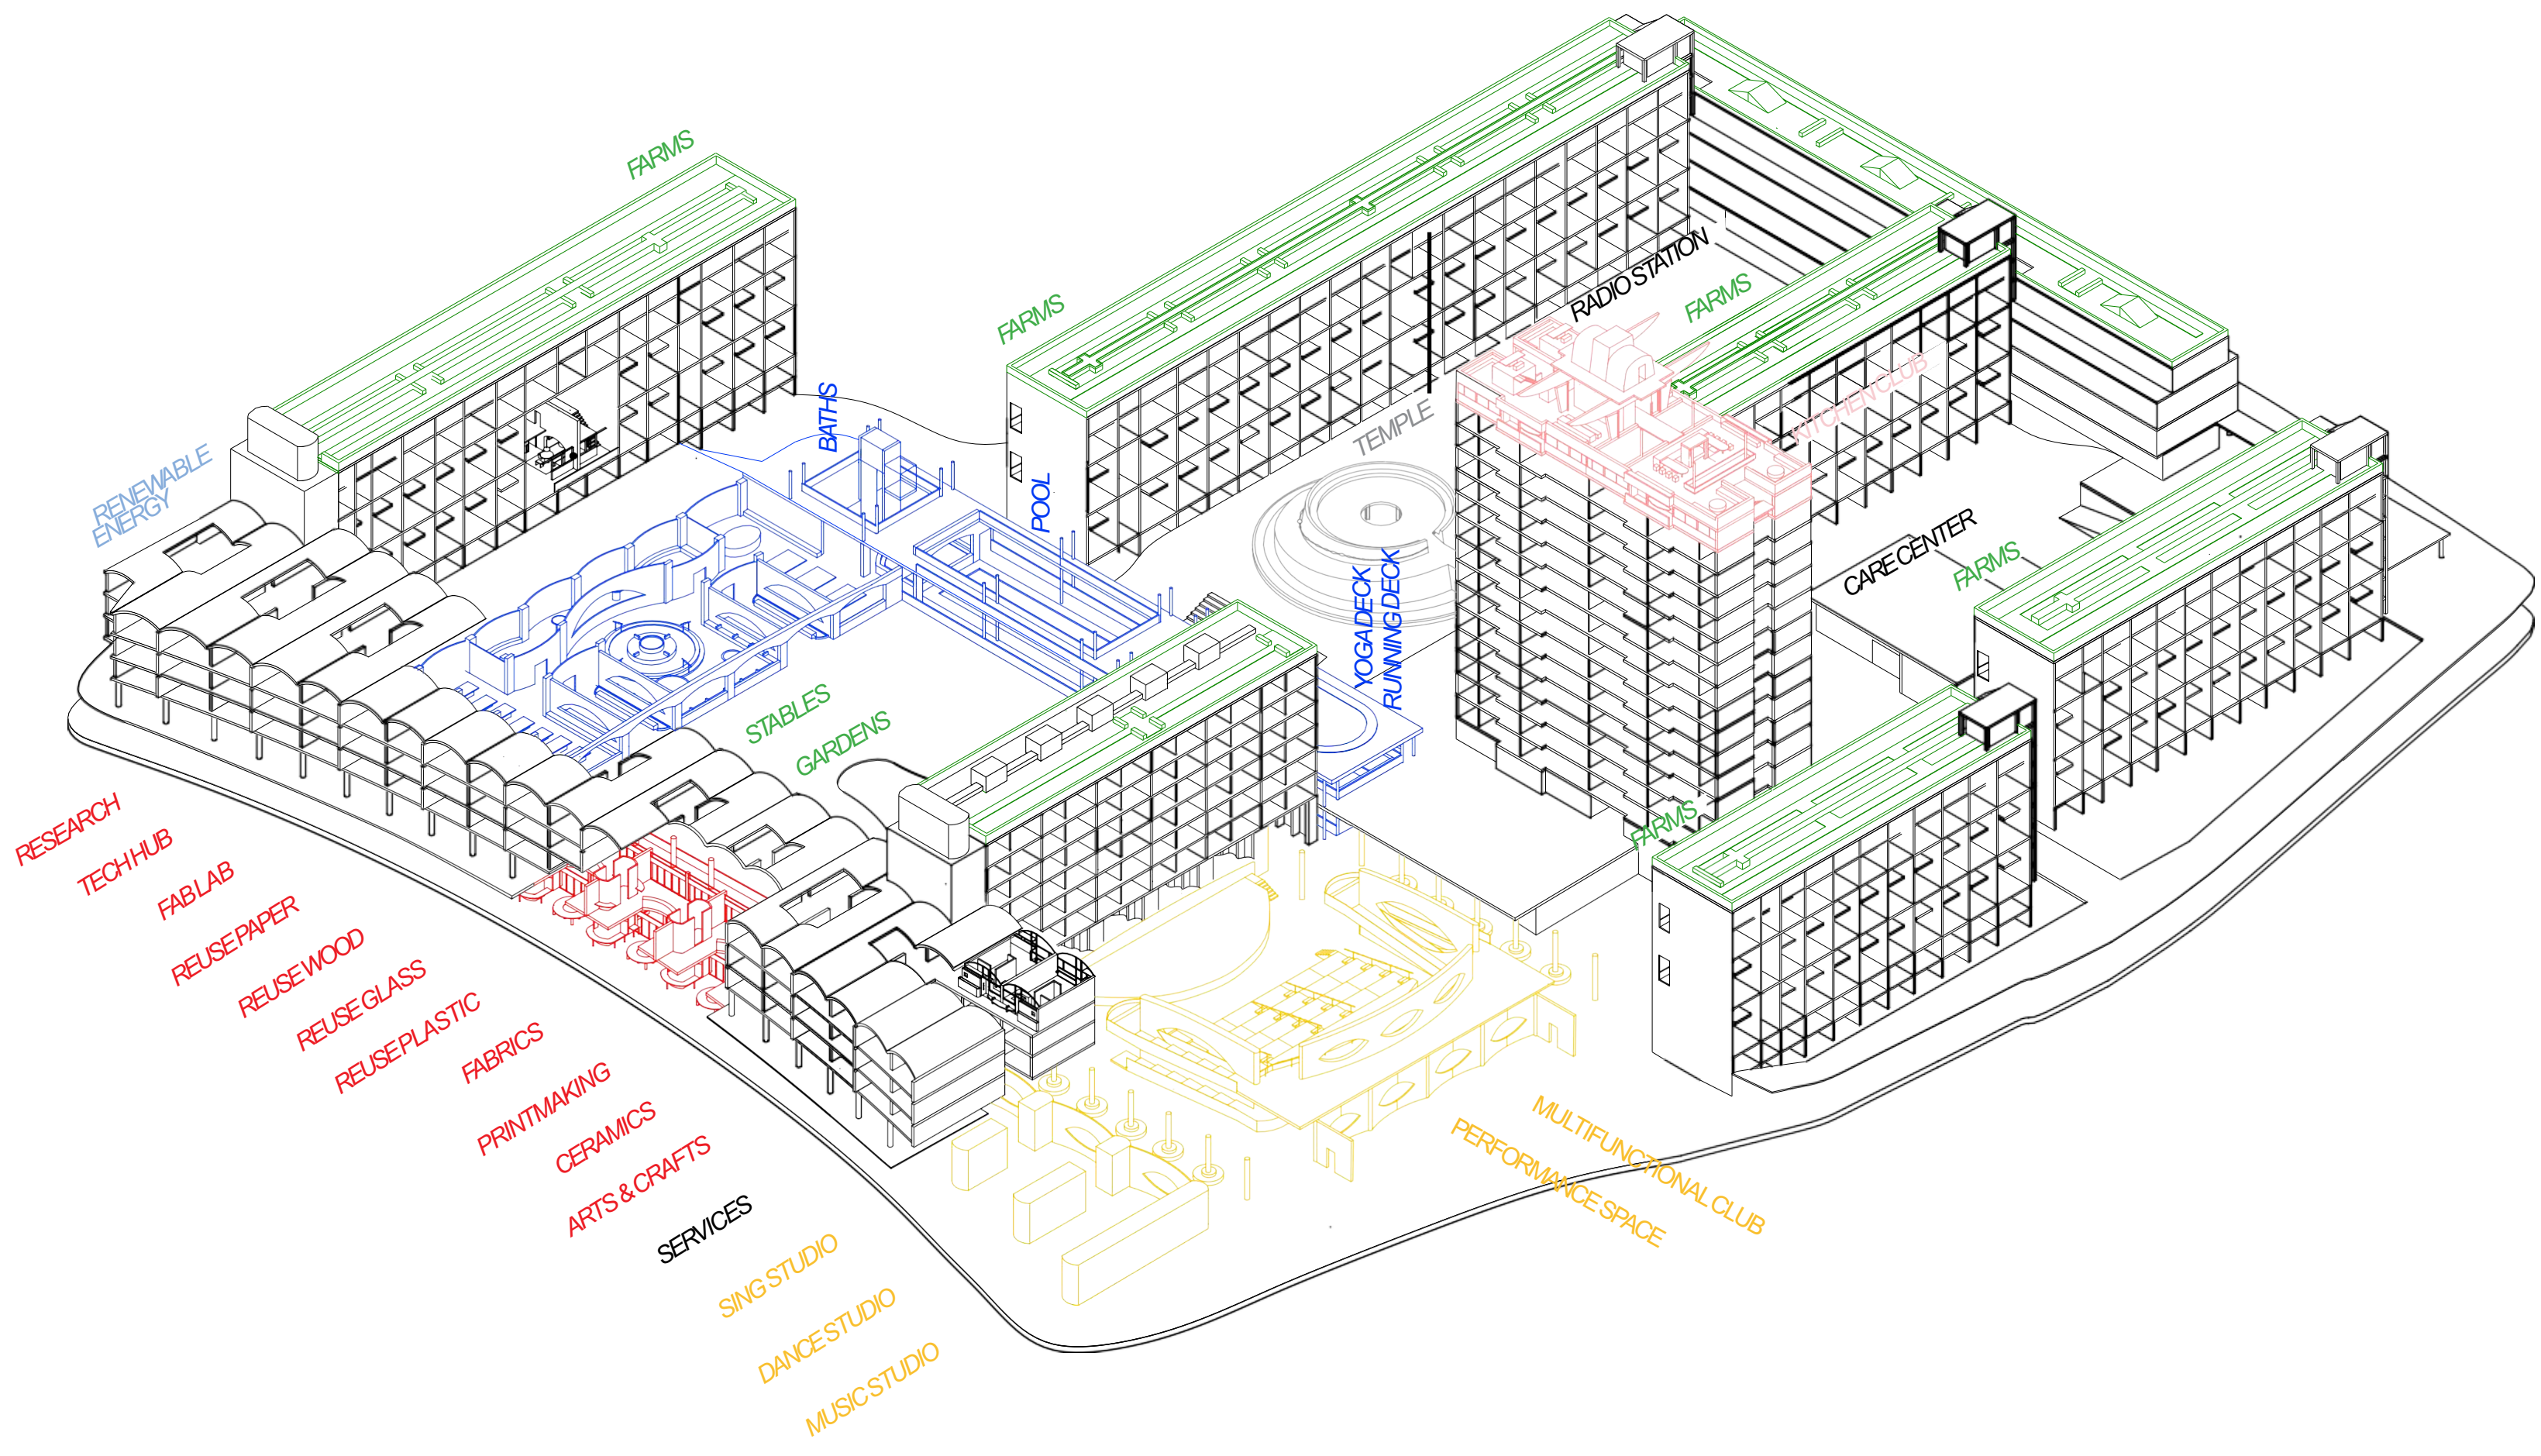 FARMS
RADIO STATION
FARMS
FARMS
KITCHEN CLUB
BATHS
TEMPLE
RENEWABLE
ENERGY
POOL
CARE CENTER
FARMS
YOGA DECK
RUNNING DECK
STABLES
GARDENS
FARMS
RESEARCH
TECH HUB
FAB LAB
REUSE PAPER
REUSE WOOD
REUSE GLASS
REUSE PLASTIC
FABRICS
PRINTMAKING
CERAMICS
ARTS & CRAFTS
SERVICES
SING STUDIO
DANCE STUDIO
MUSIC STUDIO
MULTIFUNCTIONAL CLUB
PERFORMANCE SPACE